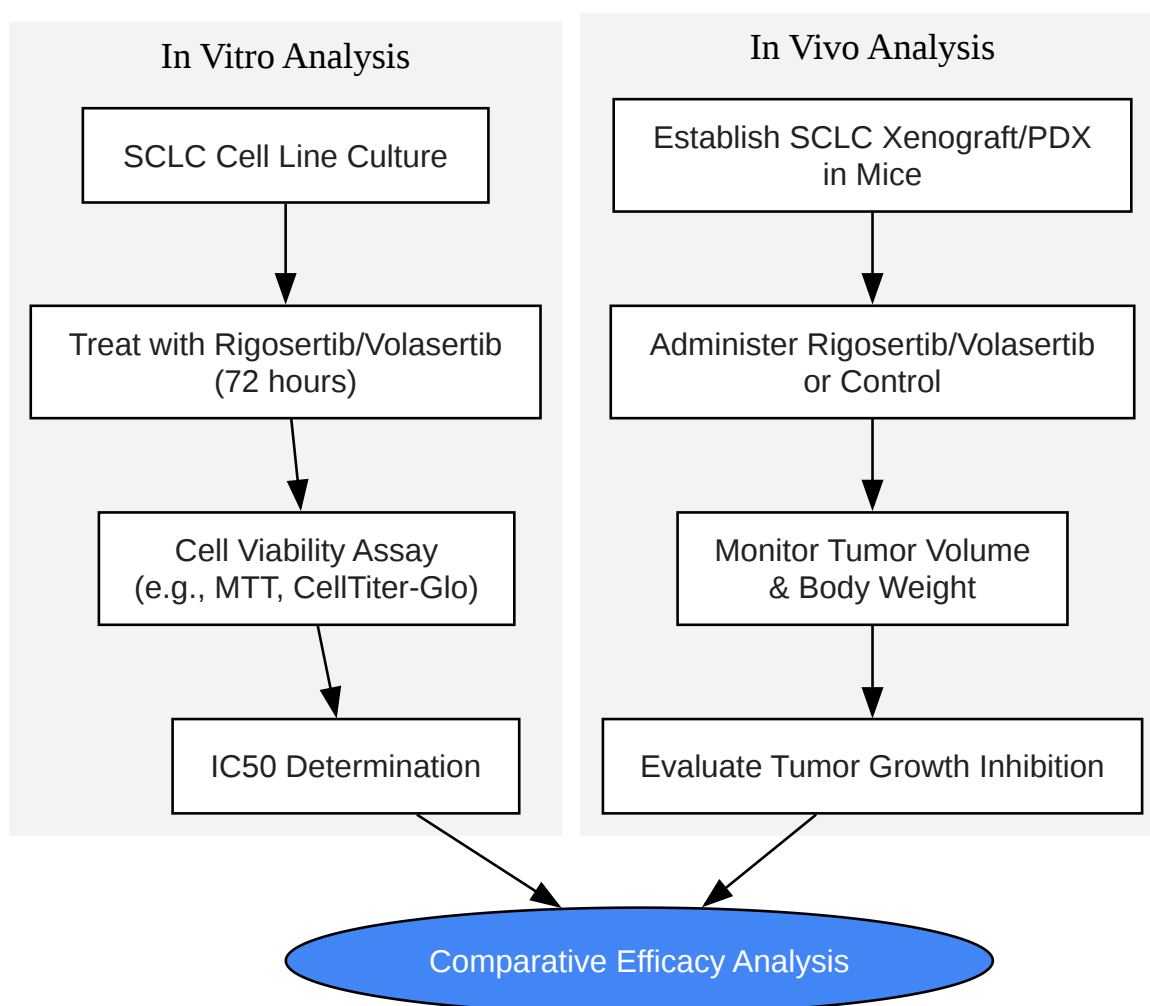 In Vitro Analysis
SCLC Cell Line Culture
Treat with Rigosertib/Volasertib
(72 hours)
Cell Viability Assay
(e.g., MTT, CellTiter-Glo)
IC50 Determination
In Vivo Analysis
Establish SCLC Xenograft/PDX
in Mice
Administer Rigosertib/Volasertib
or Control
Monitor Tumor Volume
& Body Weight
Evaluate Tumor Growth Inhibition
Comparative Efficacy Analysis